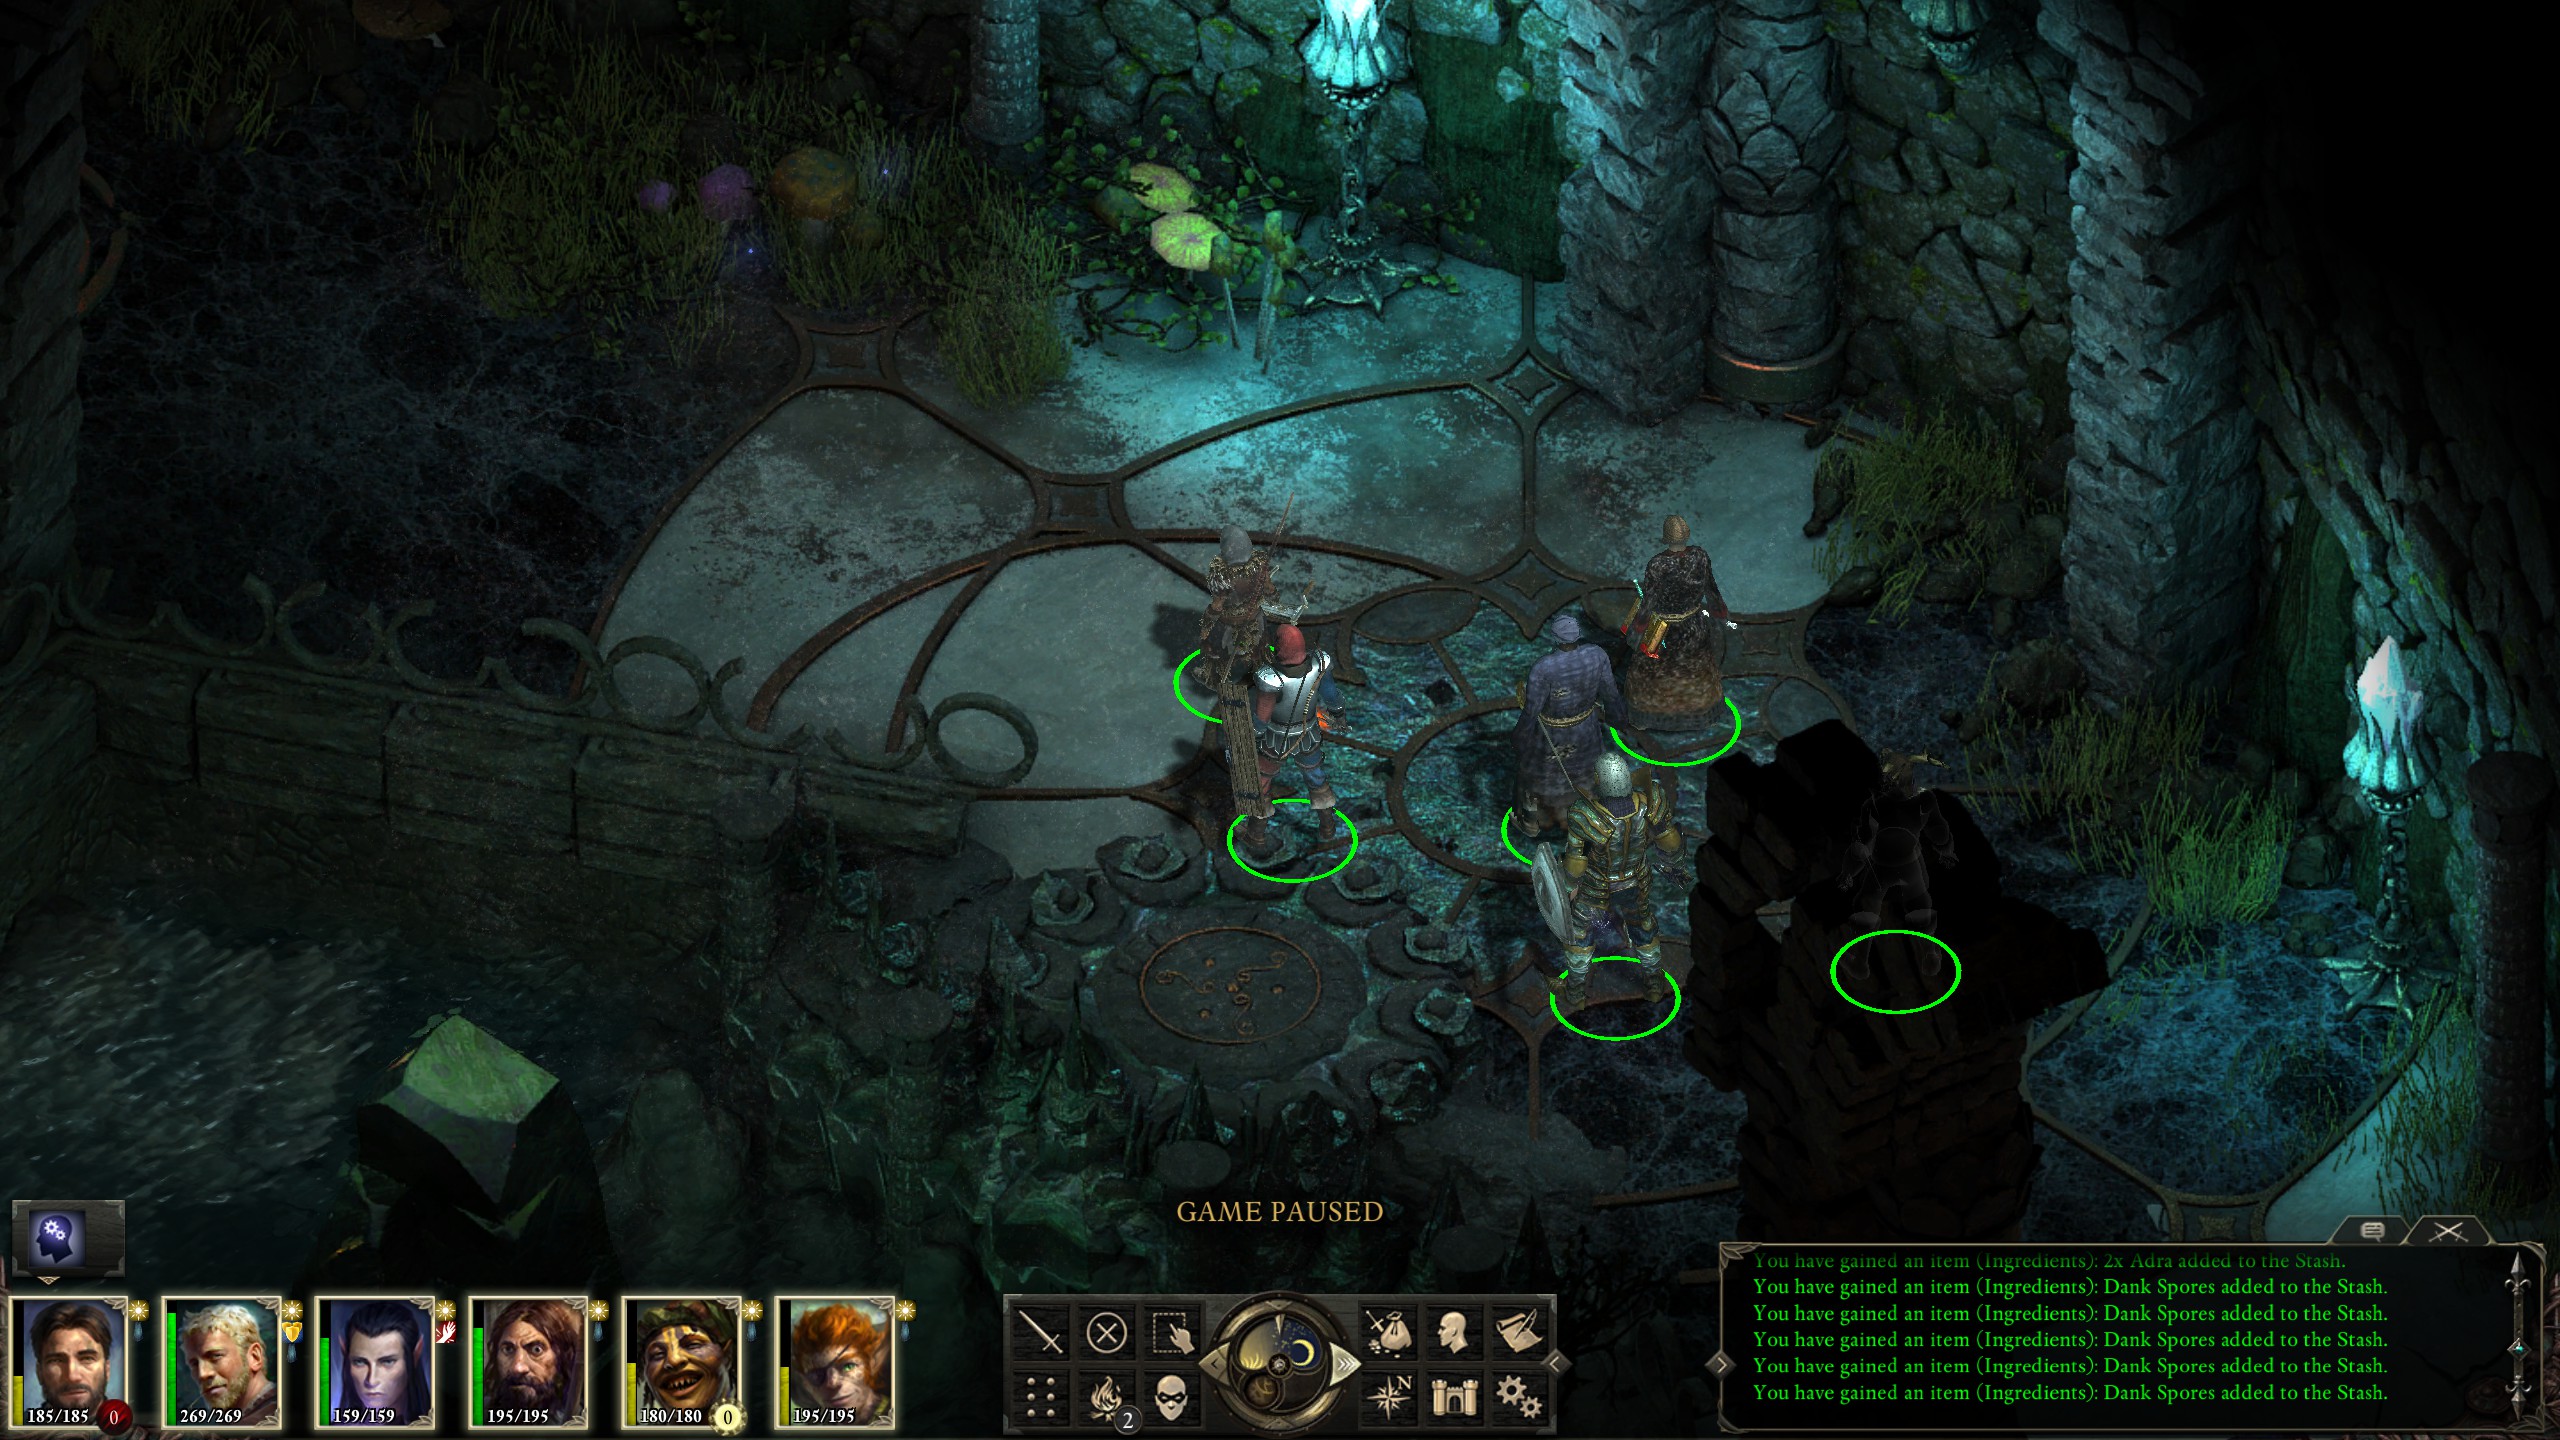 GAME PAUSED
You have gained an item (Ingredients): 2x Adra added to the Stash.
You have gained an item (Ingredients): Dank Spores added to the Stash.
You have gained an item (Ingredients): Dank Spores added to the Stash.
You have gained an item (Ingredients): Dank Spores added to the Stash.
You have gained an item (Ingredients): Dank Spores added to the Stash.
You have gained an item (Ingredients): Dank Spores added to the Stash.
185/185 0
269/269
159/159
195/195
180/180 0
195/195
2
N